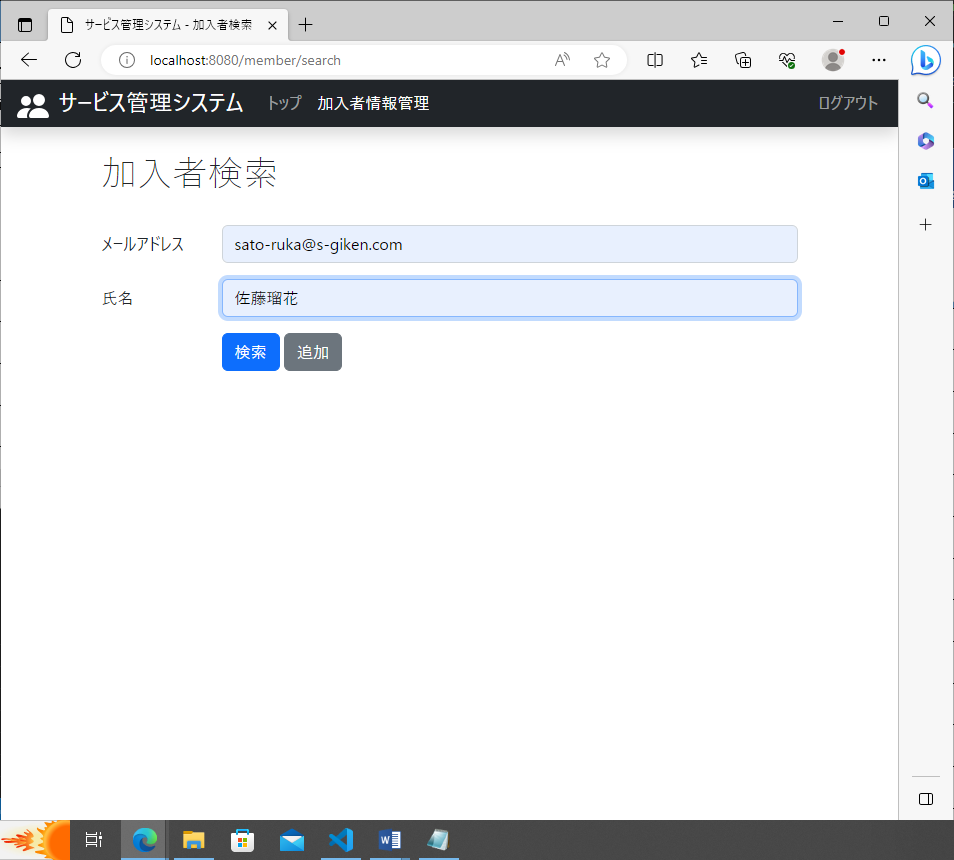 サービス管理システム - 加入者検索
localhost:8080/member/search
サービス管理システム トップ 加入者情報管理 ログアウト
加入者検索
メールアドレス sato-ruka@s-giken.com
氏名 佐藤瑠花
検索 追加